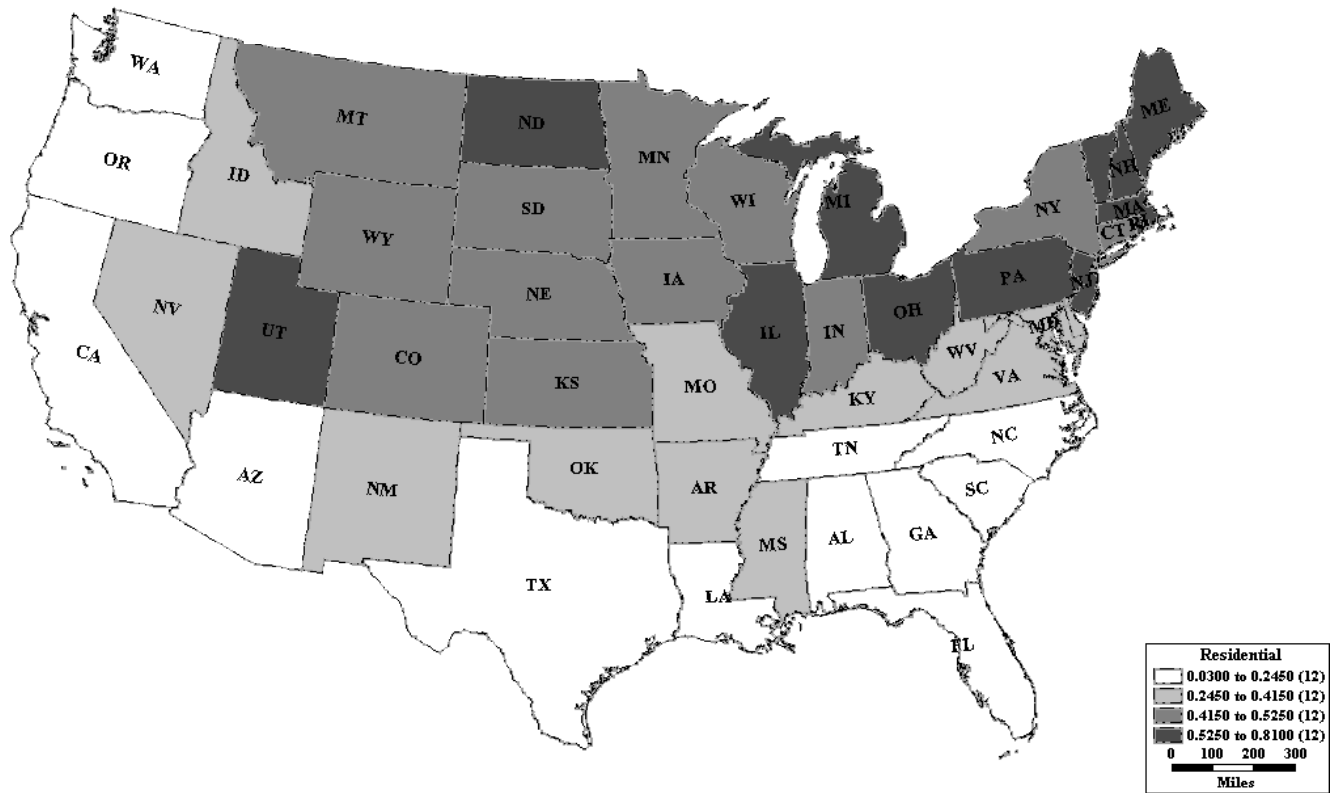 WA
MT
ND
MN
ME
OR
ID
SD
WI
MI
NY
NH
MA
CT RI
WY
IA
NE
PA
NJ
NV
UT
CO
IL
IN
OH
MD
WV
VA
CA
KS
MO
KY
AZ
NM
OK
AR
TN
NC
SC
MS
AL
GA
TX
LA
FL
Residential
0.0300 to 0.2450 (12)
0.2450 to 0.4150 (12)
0.4150 to 0.5250 (12)
0.5250 to 0.8100 (12)
0 100 200 300
Miles